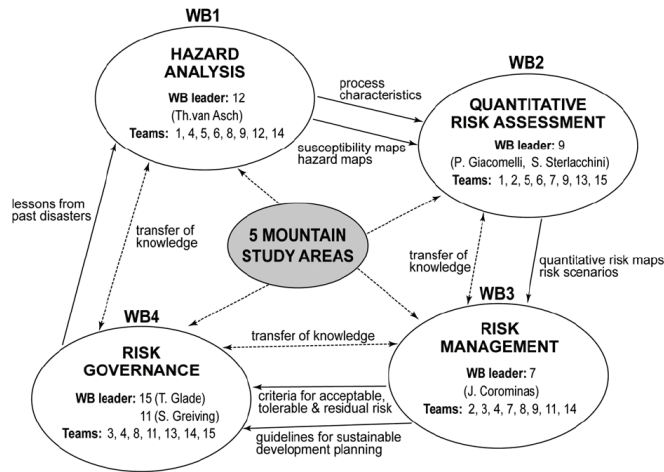 WB1
HAZARD
ANALYSIS
WB leader: 12
(Th.van Asch)
Teams: 1, 4, 5, 6, 8, 9, 12, 14
process
characteristics
susceptibility maps
hazard maps
WB2
QUANTITATIVE
RISK ASSESSMENT
WB leader: 9
(P. Giacomelli, S. Sterlacchini)
Teams: 1, 2, 5, 6, 7, 9, 13, 15
lessons from
past disasters
transfer of
knowledge
5 MOUNTAIN
STUDY AREAS
transfer of
knowledge
quantitative risk maps
risk scenarios
WB4
RISK
GOVERNANCE
WB leader: 15 (T. Glade)
11 (S. Greiving)
Teams: 3, 4, 8, 11, 13, 14, 15
transfer of knowledge
criteria for acceptable,
tolerable & residual risk
guidelines for sustainable
development planning
WB3
RISK
MANAGEMENT
WB leader: 7
(J. Corominas)
Teams: 2, 3, 4, 7, 8, 9, 11, 14